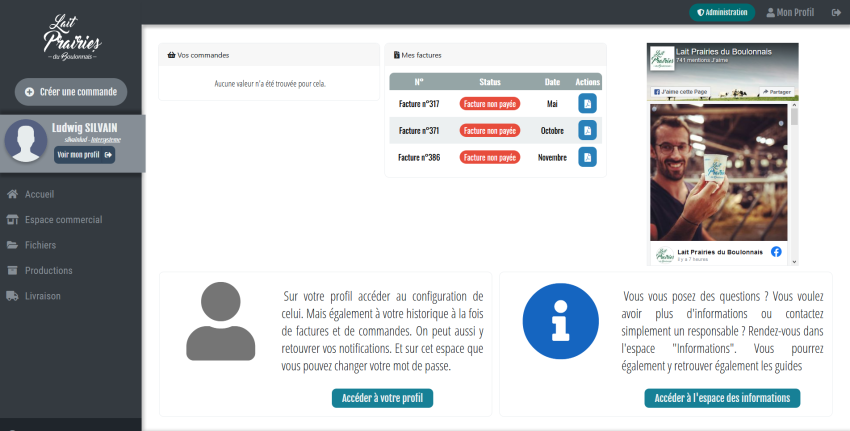 Lait
Prairies
du Boulonnais
Administration
Mon Profil
Créer une commande
Ludwig SILVAIN
Voir mon profil
Accueil
Espace commercial
Fichiers
Productions
Livraison
Vos commandes
Aucune valeur n'a été trouvée pour cela.
Mes factures
N° Status Date Actions
Facture n°317 Facture non payée Mai
Facture n°371 Facture non payée Octobre
Facture n°386 Facture non payée Novembre
Lait Prairies du Boulonnais
741 mentions J'aime
J'aime cette Page
Partager
Lait Prairies du Boulonnais
il y a 7 heures
Sur votre profil accéder au configuration de
celui. Mais également à votre historique à la fois
de factures et de commandes. On peut aussi y
retouvrer vos notifications. Et sur cet espace que
vous pouvez changer votre mot de passe.
Accéder à votre profil
Vous vous posez des questions ? Vous voulez
avoir plus d'informations ou contactez
simplement un responsable ? Rendez-vous dans
l'espace "Informations". Vous pourrez
également y retrouver également les guides
Accéder à l'espace des informations